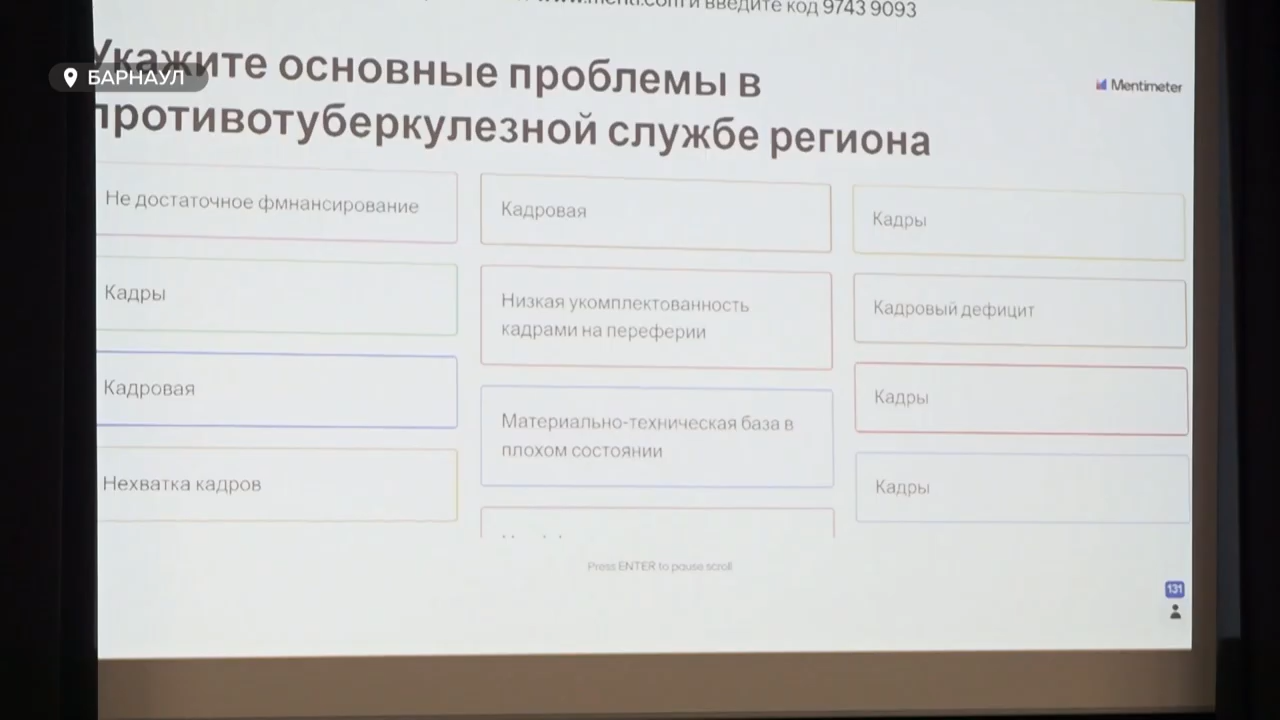 www.menti.com и введите код 9743 9093
Укажите основные проблемы в
противотуберкулезной службе региона
БАРНАУЛ
Mentimeter
Не достаточное фмнансирование
Кадры
Кадровая
Нехватка кадров
Кадровая
Низкая укомплектованность
кадрами на переферии
Материально-техническая база в
плохом состоянии
Кадры
Кадровый дефицит
Кадры
Кадры
Press ENTER to pause scroll
131